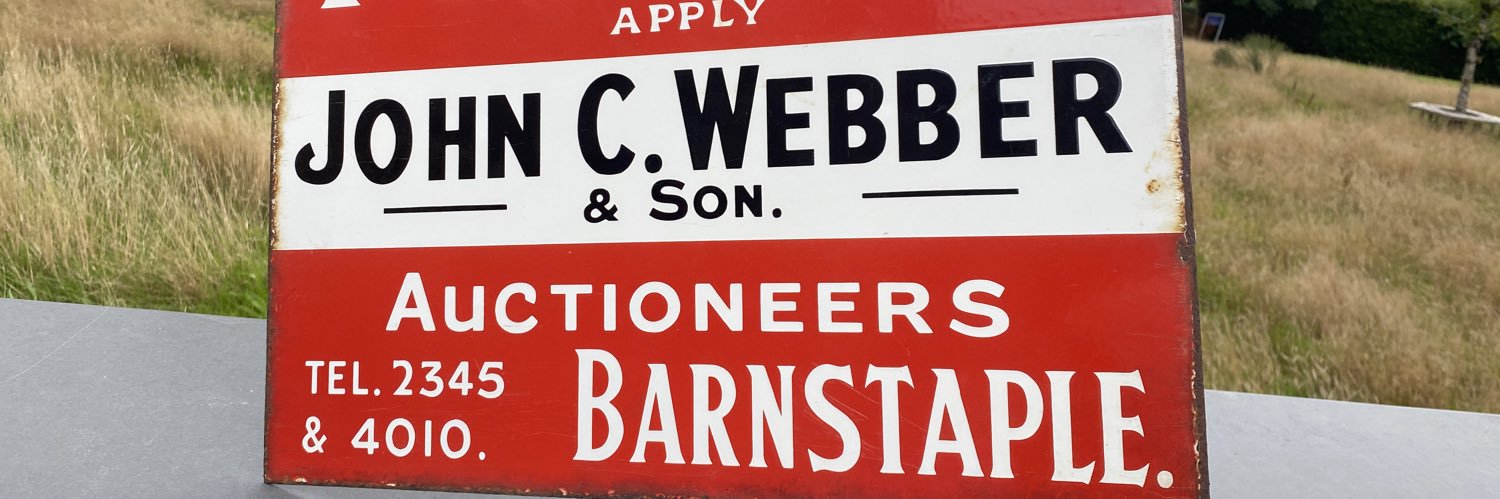 APPLY
JOHN C. WEBBER
& SON.
AUCTIONEERS
TEL. 2345
& 4010.
BARNSTAPLE.